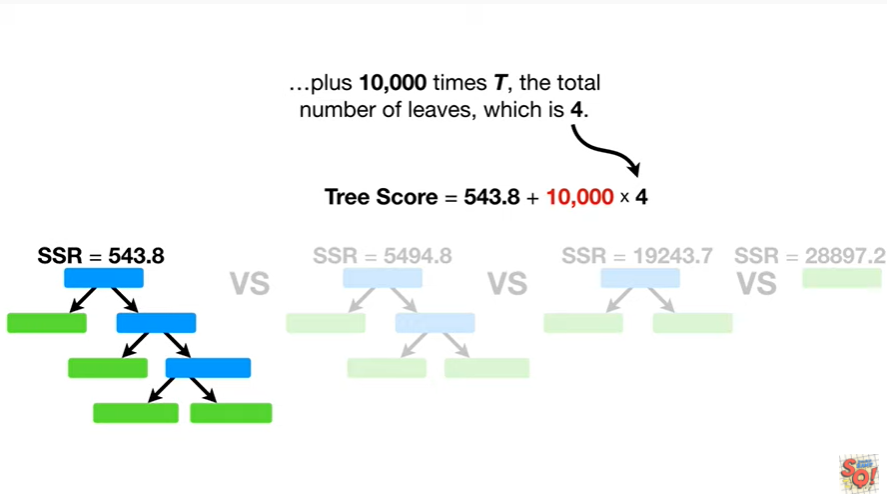 ...plus 10,000 times T, the total
number of leaves, which is 4.
Tree Score = 543.8 + 10,000 × 4
SSR = 543.8
SSR = 5494.8
SSR = 19243.7
SSR = 28897.2
VS
VS
VS